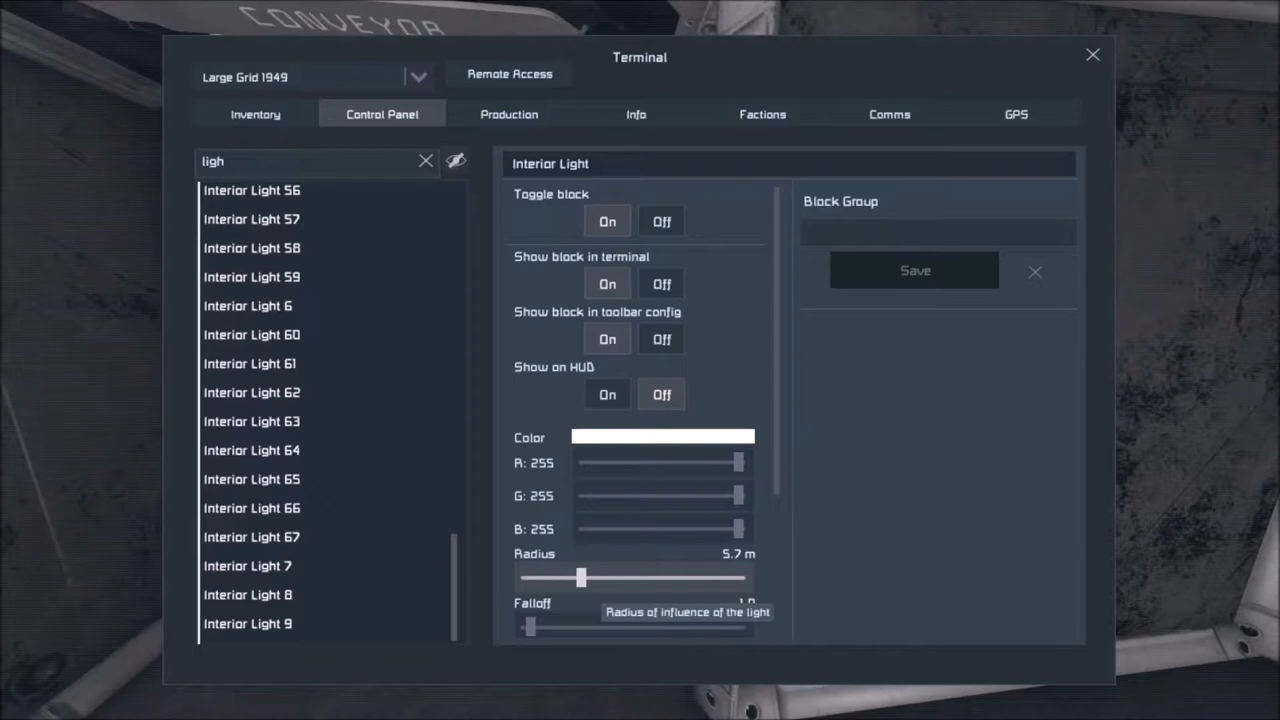 CONVEYOR
Terminal
Large Grid 1949
Remote Access
Inventory
Control Panel
Production
Info
Factions
Comms
GPS
ligh
Interior Light 56
Interior Light 57
Interior Light 58
Interior Light 59
Interior Light 6
Interior Light 60
Interior Light 61
Interior Light 62
Interior Light 63
Interior Light 64
Interior Light 65
Interior Light 66
Interior Light 67
Interior Light 7
Interior Light 8
Interior Light 9
Interior Light
Toggle block
On Off
Show block in terminal
On Off
Show block in toolbar config
On Off
Show on HUD
On Off
Color
R: 255
G: 255
B: 255
Radius 5.7 m
Falloff 1.0
Radius of influence of the light
Block Group
Save